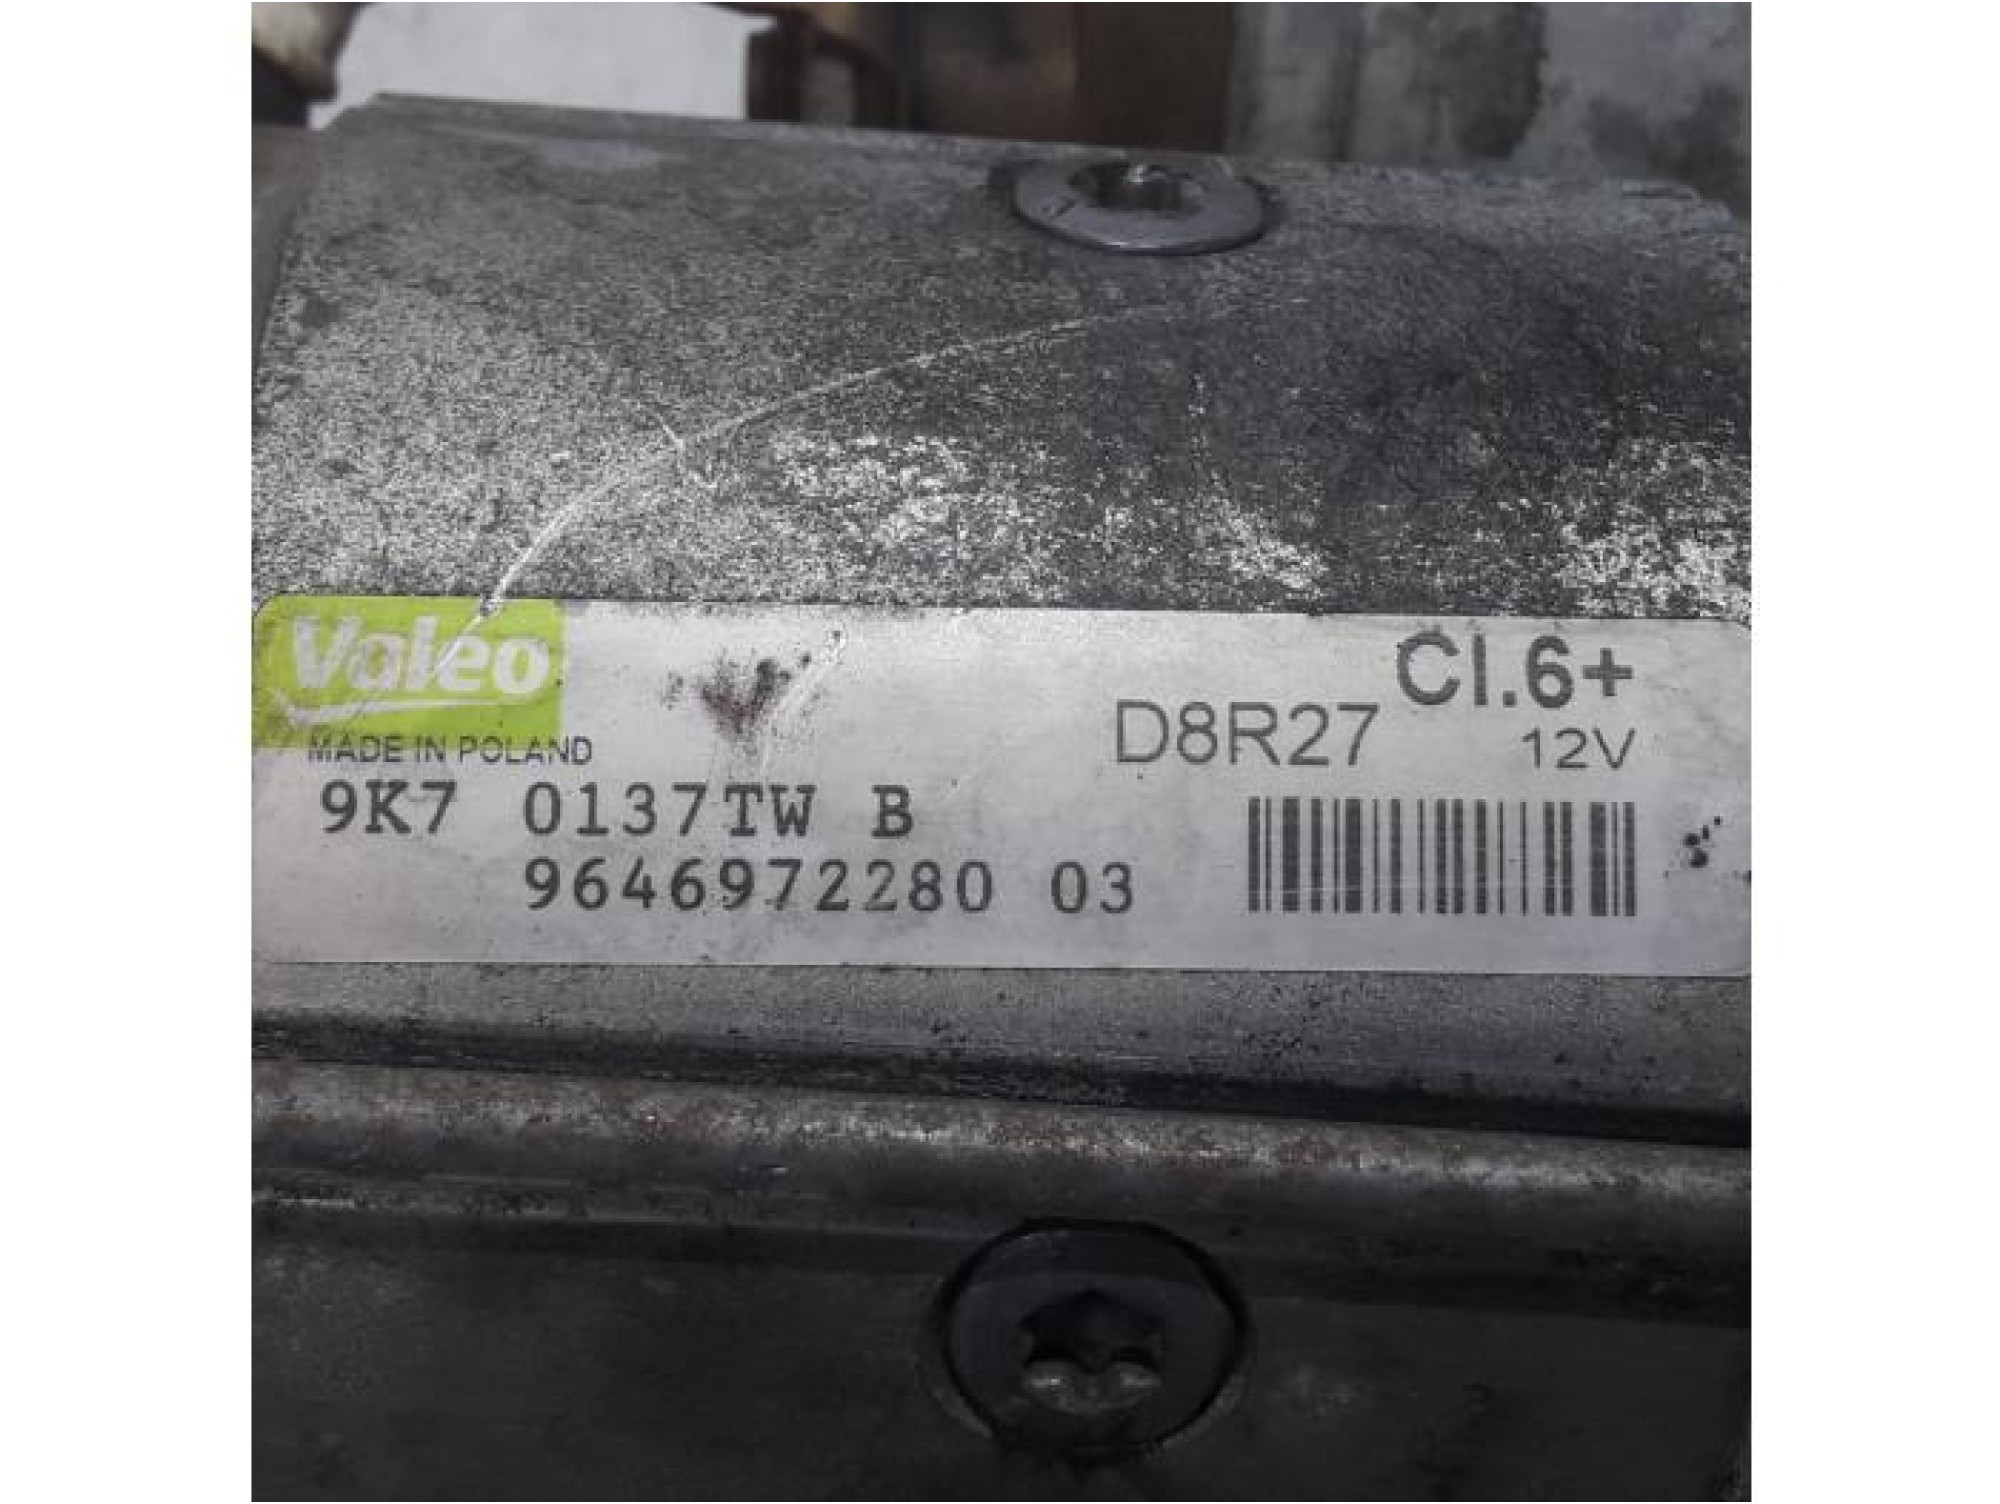 Valeo
Cl.6+
D8R27
12V
MADE IN POLAND
9K7 0137TW B
9646972280 03